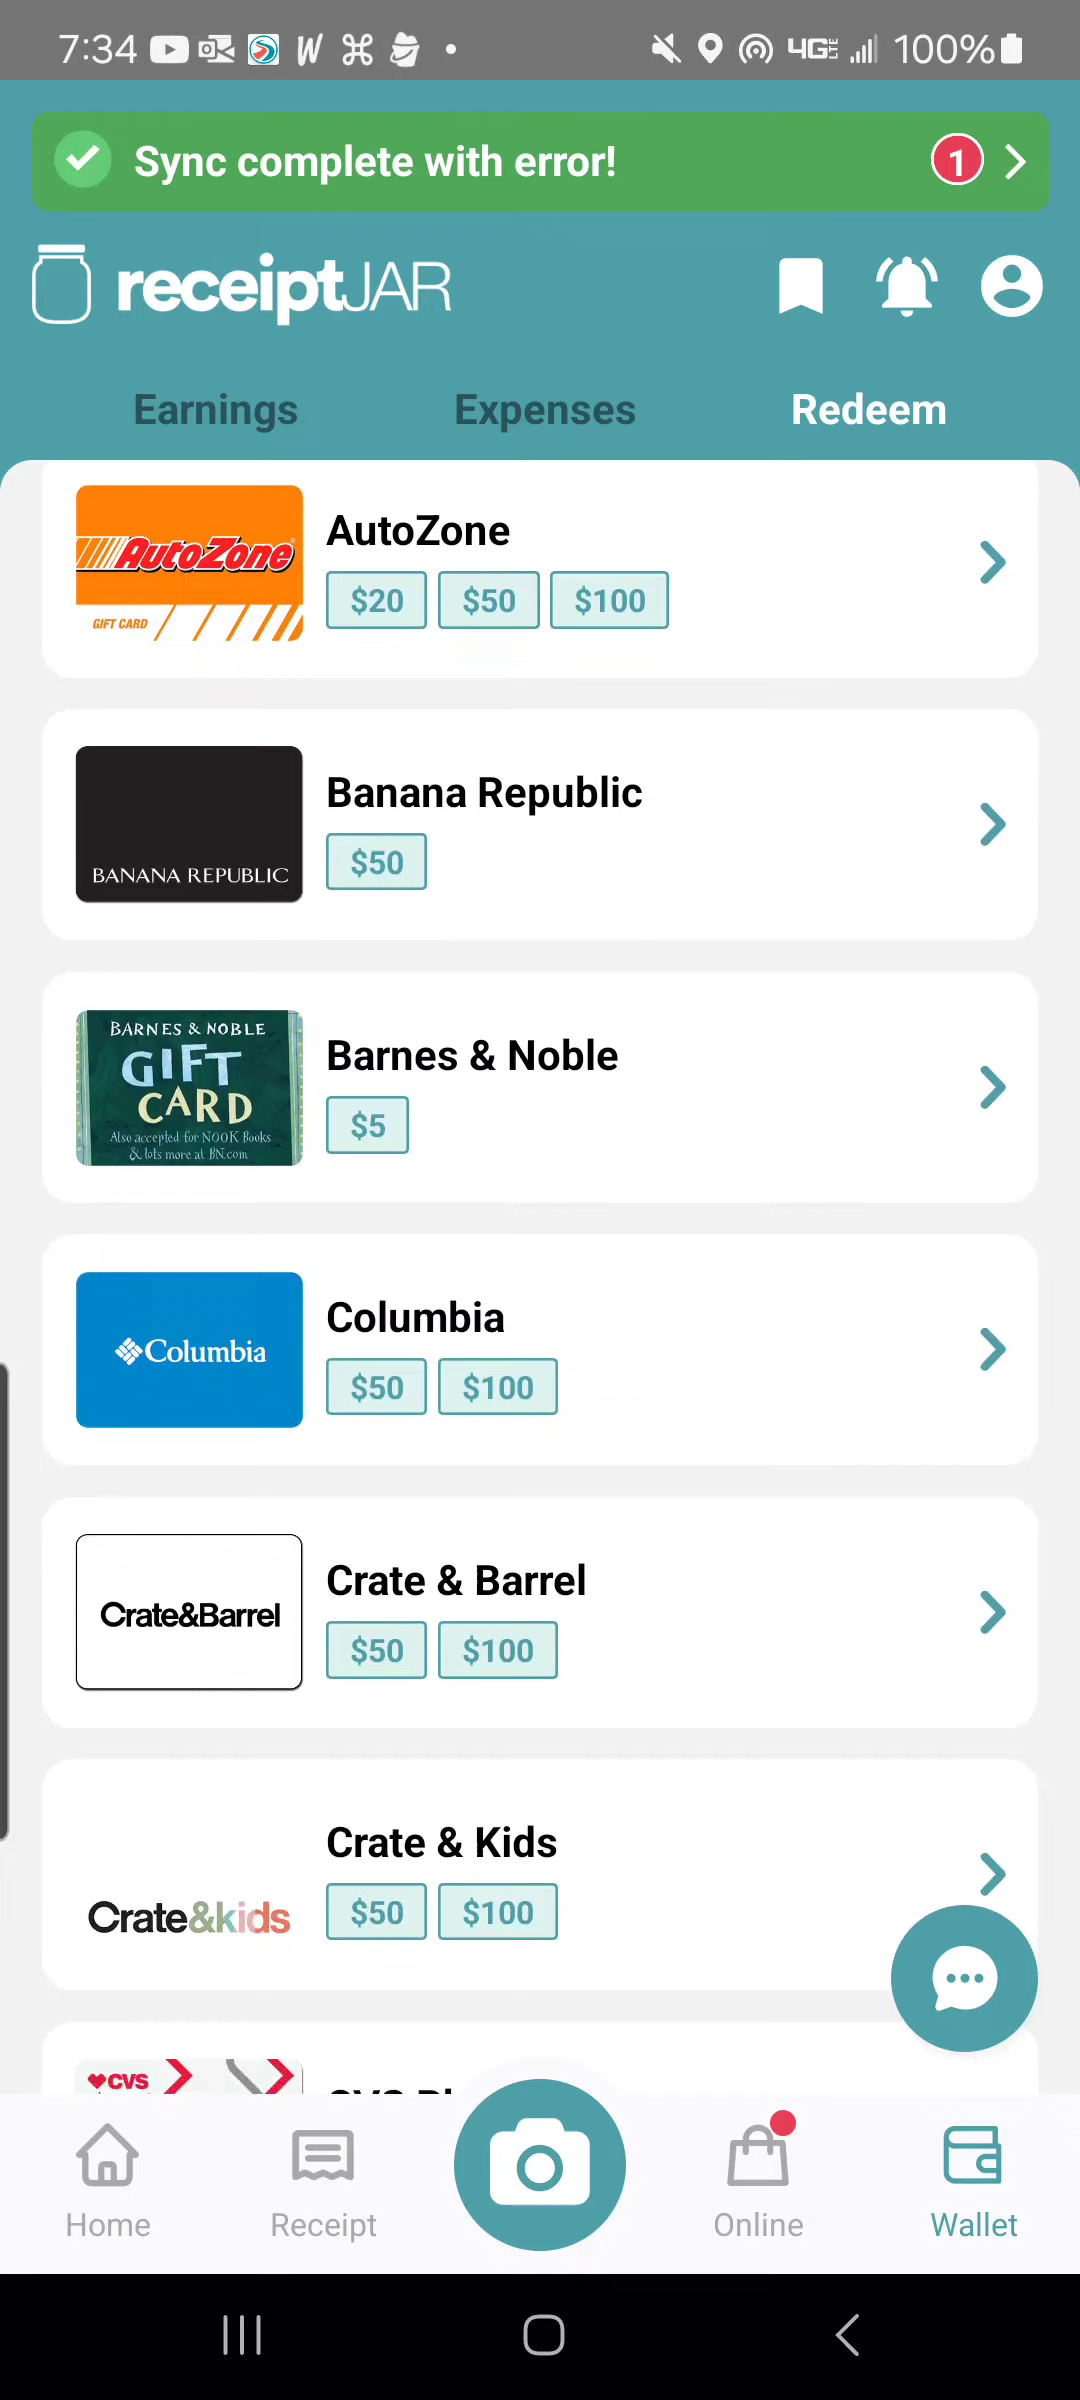 7:34
4G LTE 100%
Sync complete with error!
1
receiptJAR
Earnings Expenses Redeem
AutoZone
GIFT CARD
AutoZone
$20 $50 $100
BANANA REPUBLIC
Banana Republic
$50
BARNES & NOBLE
GIFT
CARD
Also accepted for NOOK Books
& lots more at BN.com
Barnes & Noble
$5
Columbia
Columbia
$50 $100
Crate&Barrel
Crate & Barrel
$50 $100
Crate&kids
Crate & Kids
$50 $100
CVS
CVS
Home Receipt Online Wallet